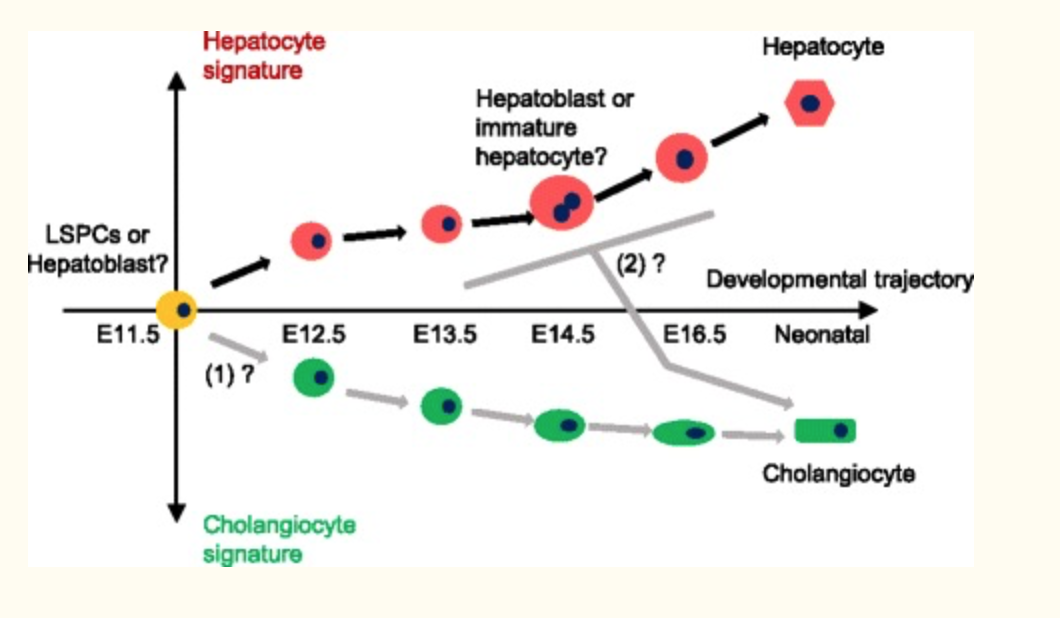 Hepatocyte
signature
Hepatocyte
Hepatoblast or
immature
hepatocyte?
LSPCs or
Hepatoblast?
(2) ?
Developmental trajectory
E11.5
E12.5
E13.5
E14.5
E16.5
Neonatal
(1) ?
Cholangiocyte
Cholangiocyte
signature